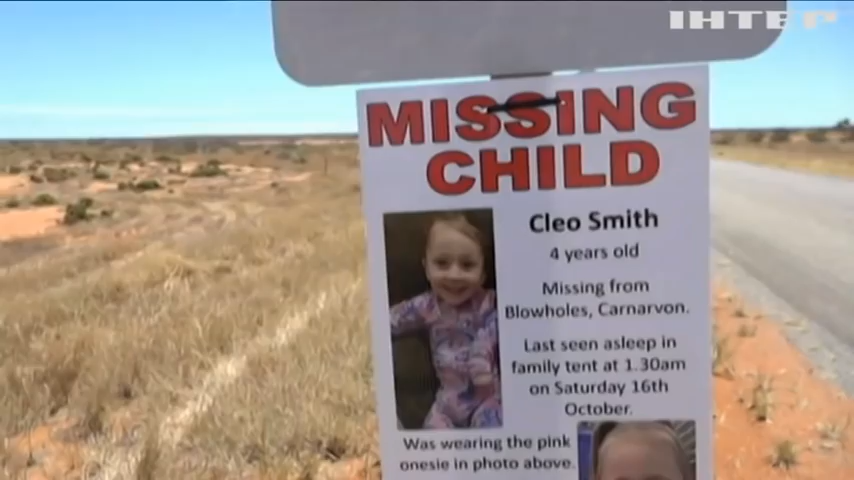 ІНТЕР
MISSING
CHILD
Cleo Smith
4 years old
Missing from
Blowholes, Carnarvon.
Last seen asleep in
family tent at 1.30am
on Saturday 16th
October.
Was wearing the pink
onesie in photo above.